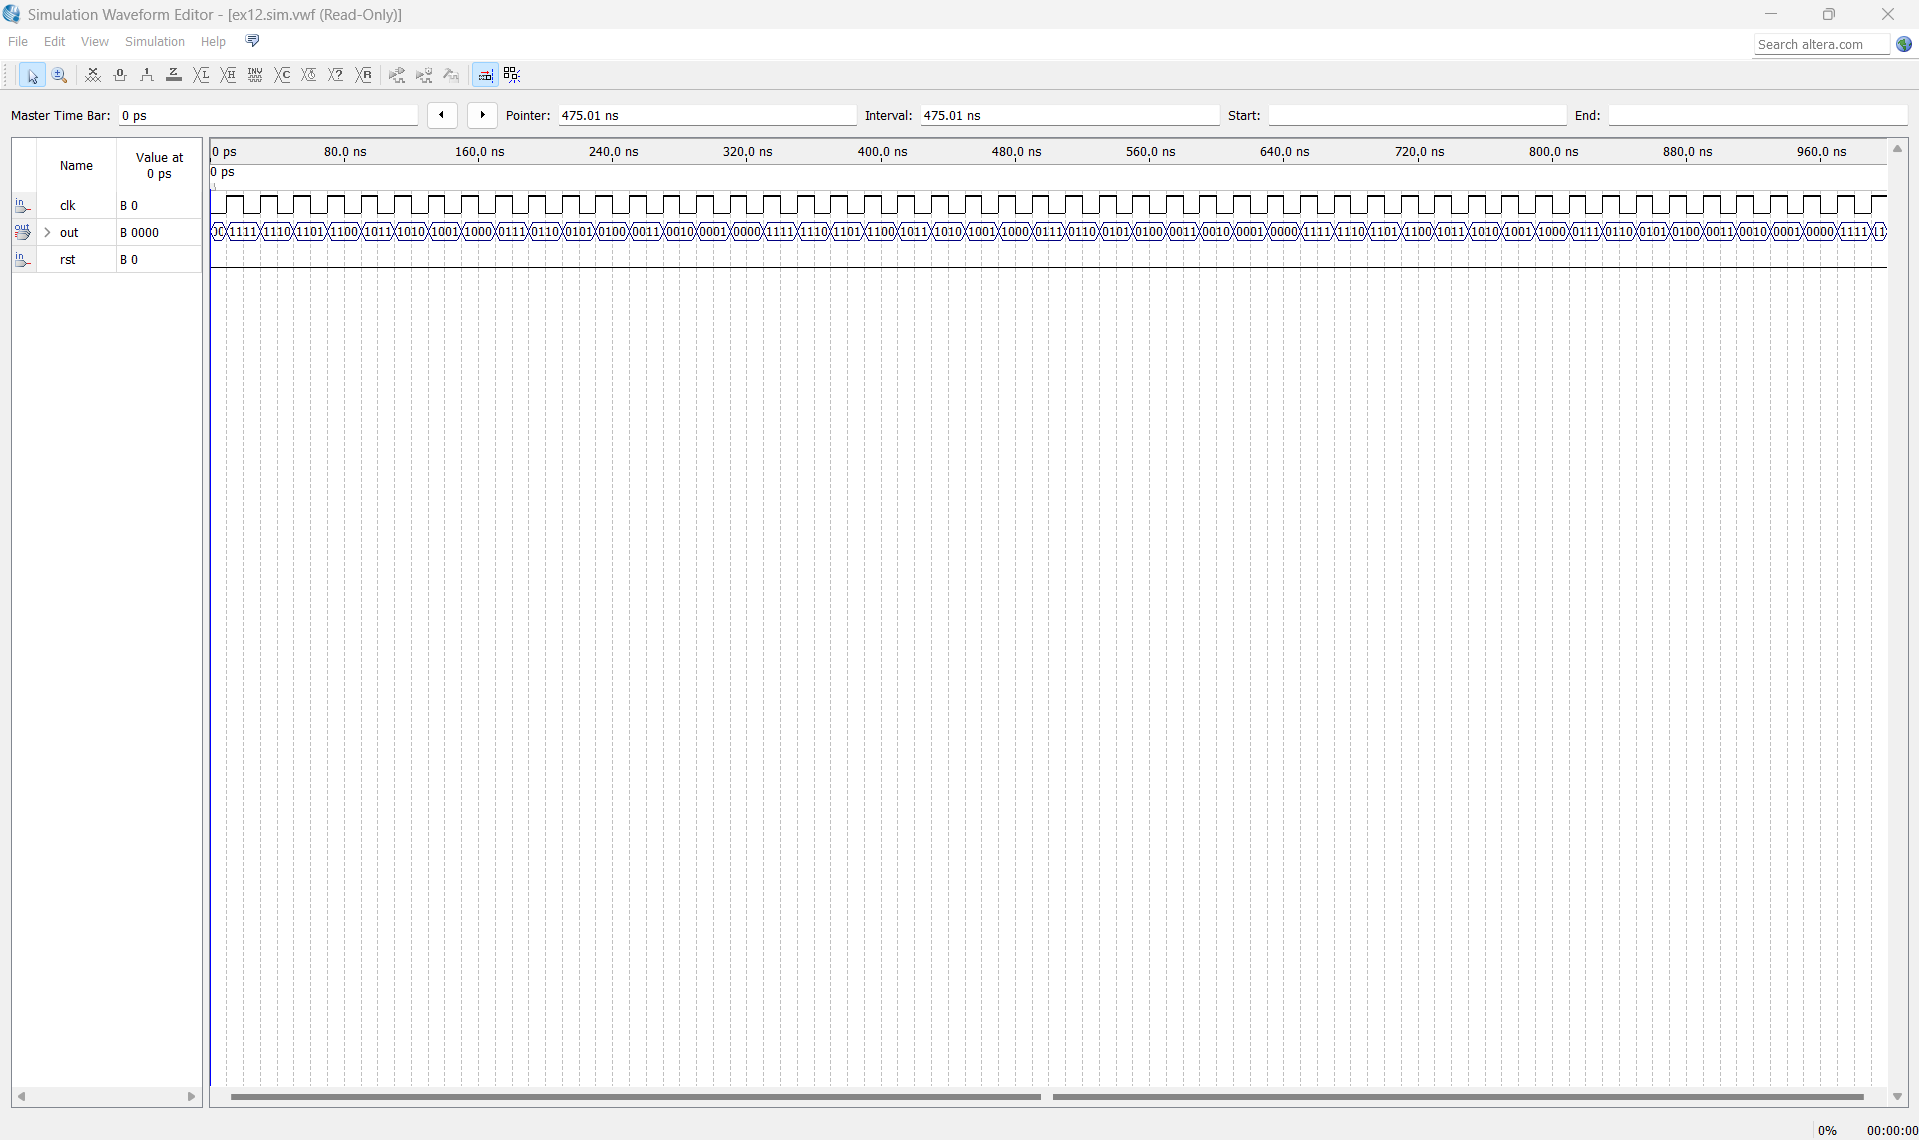 Simulation Waveform Editor - [ex12.sim.vwf (Read-Only)]
File Edit View Simulation Help
Search altera.com
Master Time Bar: 0 ps Pointer: 475.01 ns Interval: 475.01 ns Start: End:
Name Value at 0 ps
0 ps 80.0 ns 160.0 ns 240.0 ns 320.0 ns 400.0 ns 480.0 ns 560.0 ns 640.0 ns 720.0 ns 800.0 ns 880.0 ns 960.0 ns
0 ps
in clk B 0
out out B 0000 1111 1110 1101 1100 1011 1010 1001 1000 0111 0110 0101 0100 0011 0010 0001 0000 1111 1110 1101 1100 1011 1010 1001 1000 0111 0110 0101 0100 0011 0010 0001 0000 1111 1110 1101 1100 1011 1010 1001 1000 0111 0110 0101 0100 0011 0010 0001 0000 1111 11
in rst B 0
0% 00:00:00